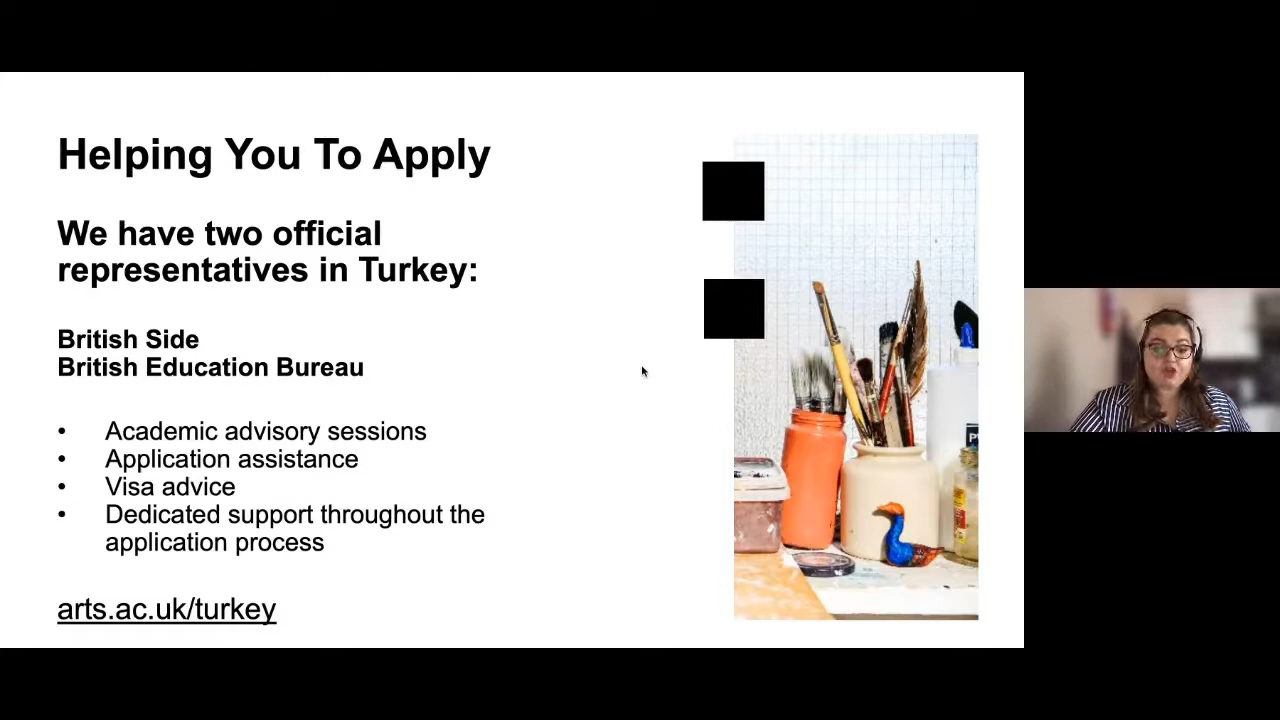 Helping You To Apply
We have two official
representatives in Turkey:
British Side
British Education Bureau
• Academic advisory sessions
• Application assistance
• Visa advice
• Dedicated support throughout the
application process
arts.ac.uk/turkey